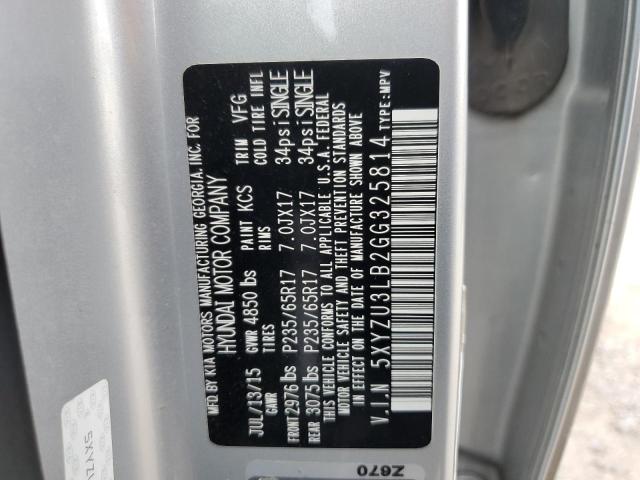 MFD. BY KIA MOTORS MANUFACTURING GEORGIA, INC. FOR
HYUNDAI MOTOR COMPANY
JUL/13/15 GVWR 4850 lbs PAINT KCS TRIM VFG
GAWR TIRES RIMS COLD TIRE INFL
FRONT 2976 lbs P235/65R17 7.0JX17 34psi SINGLE
REAR 3075 lbs P235/65R17 7.0JX17 34psi SINGLE
THIS VEHICLE CONFORMS TO ALL APPLICABLE U.S.A. FEDERAL
MOTOR VEHICLE SAFETY BUMPER, AND THEFT PREVENTION STANDARDS
IN EFFECT ON THE DATE OF MANUFACTURE SHOWN ABOVE
V.I.N 5XYZU3LB2GG325814 TYPE:MPV
Z670